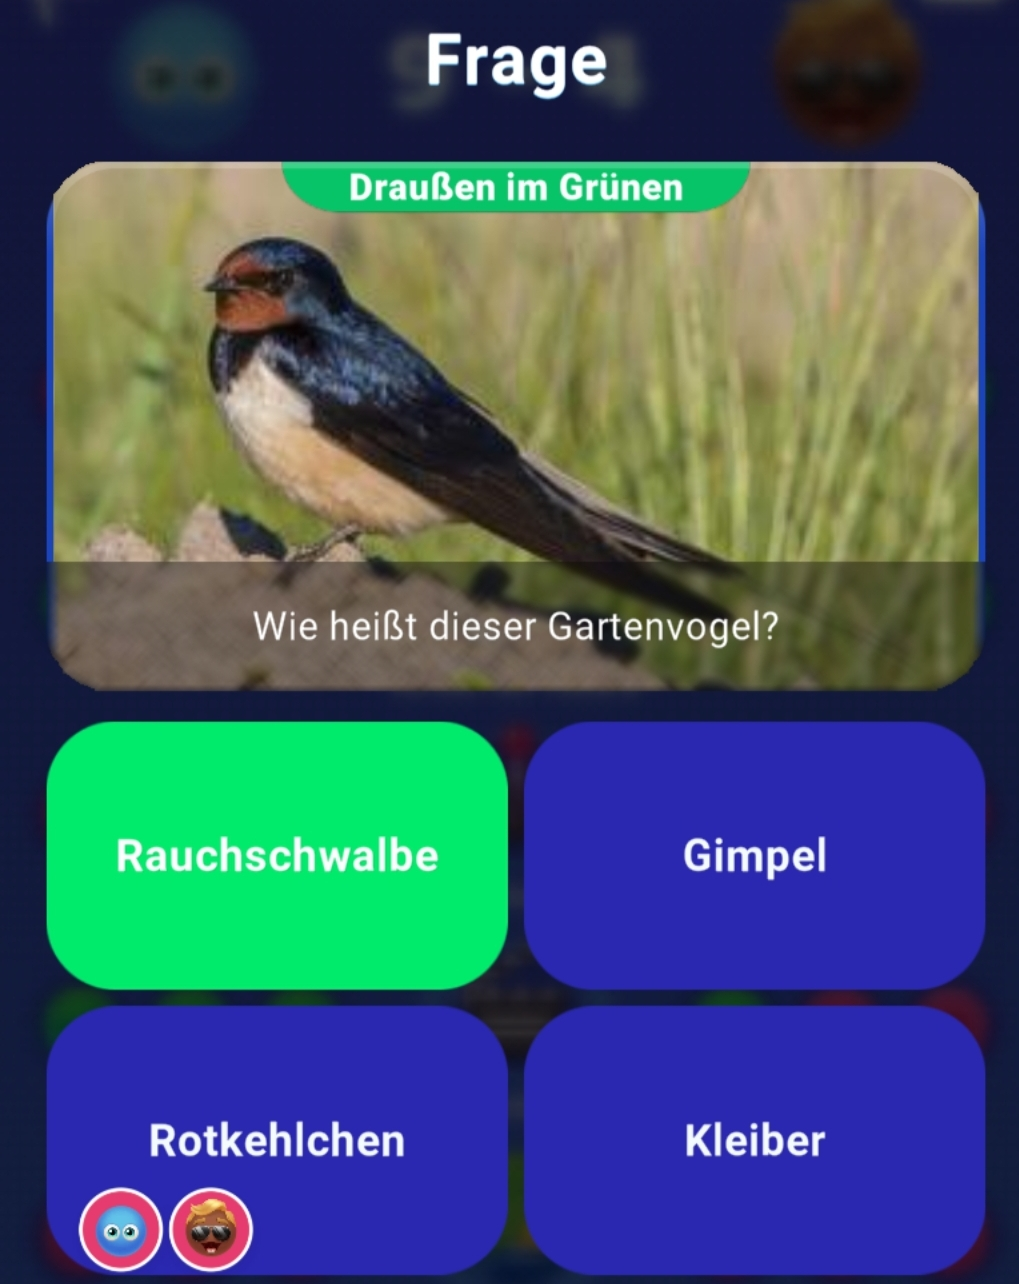 Frage
Draußen im Grünen
Wie heißt dieser Gartenvogel?
Rauchschwalbe
Gimpel
Rotkehlchen
Kleiber